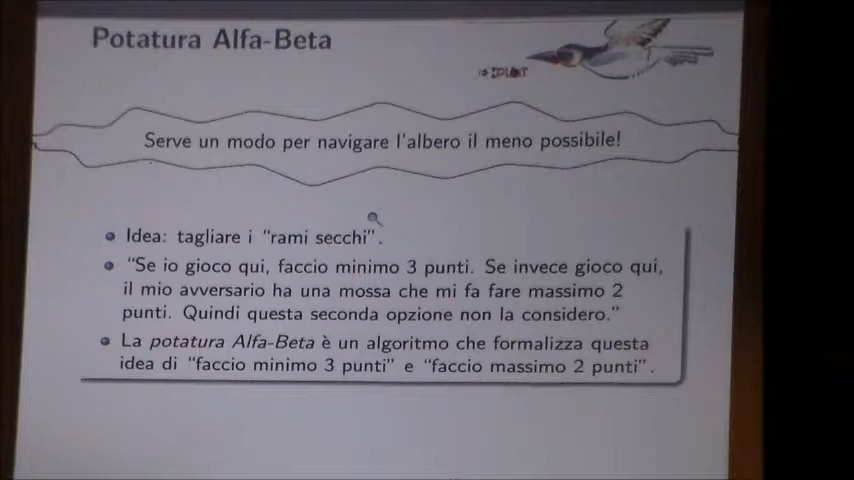 Potatura Alfa-Beta
Serve un modo per navigare l'albero il meno possibile!
Idea: tagliare i "rami secchi".
"Se io gioco qui, faccio minimo 3 punti. Se invece gioco qui,
il mio avversario ha una mossa che mi fa fare massimo 2
punti. Quindi questa seconda opzione non la considero."
La potatura Alfa-Beta è un algoritmo che formalizza questa
idea di "faccio minimo 3 punti" e "faccio massimo 2 punti".